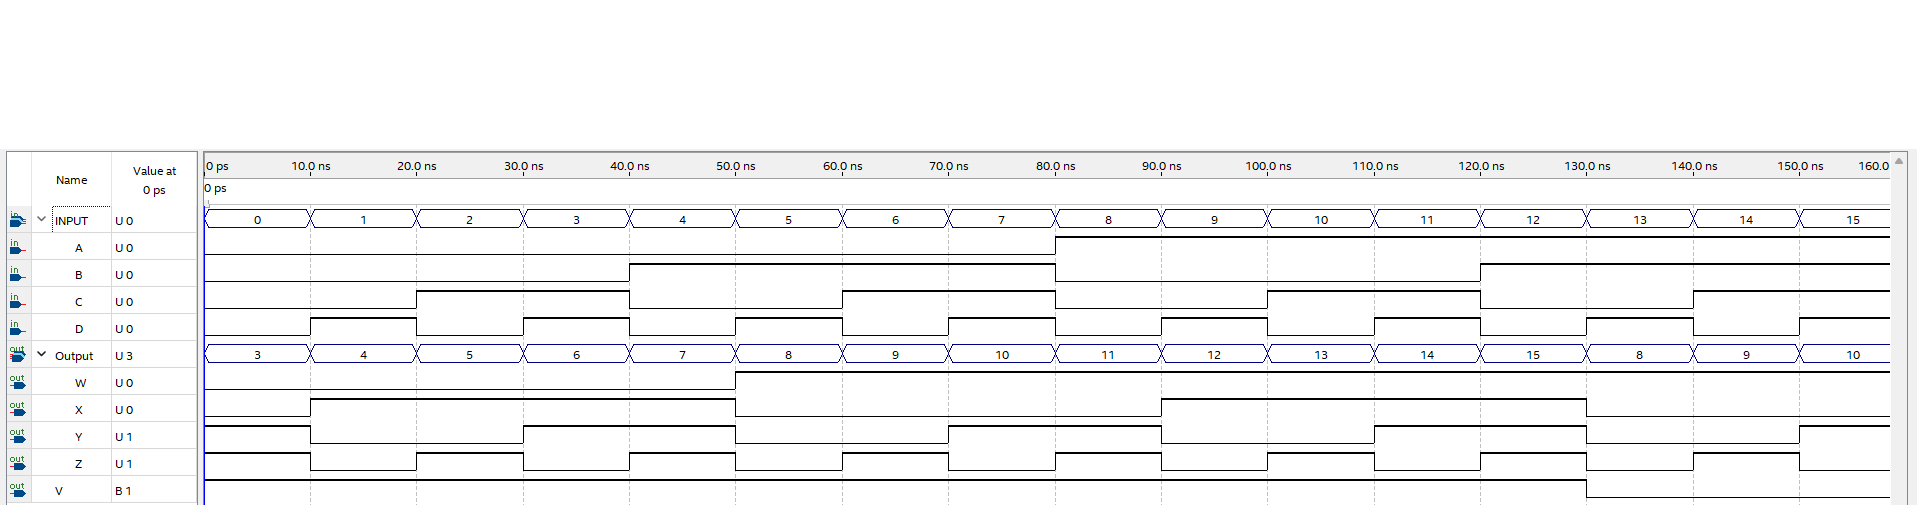 Name Value at 0 ps
0 ps 10.0 ns 20.0 ns 30.0 ns 40.0 ns 50.0 ns 60.0 ns 70.0 ns 80.0 ns 90.0 ns 100.0 ns 110.0 ns 120.0 ns 130.0 ns 140.0 ns 150.0 ns 160.0
0 ps
in INPUT U 0 0 1 2 3 4 5 6 7 8 9 10 11 12 13 14 15
in A U 0
in B U 0
in C U 0
in D U 0
out Output U 3 3 4 5 6 7 8 9 10 11 12 13 14 15 8 9 10
out W U 0
out X U 0
out Y U 1
out Z U 1
out V B 1